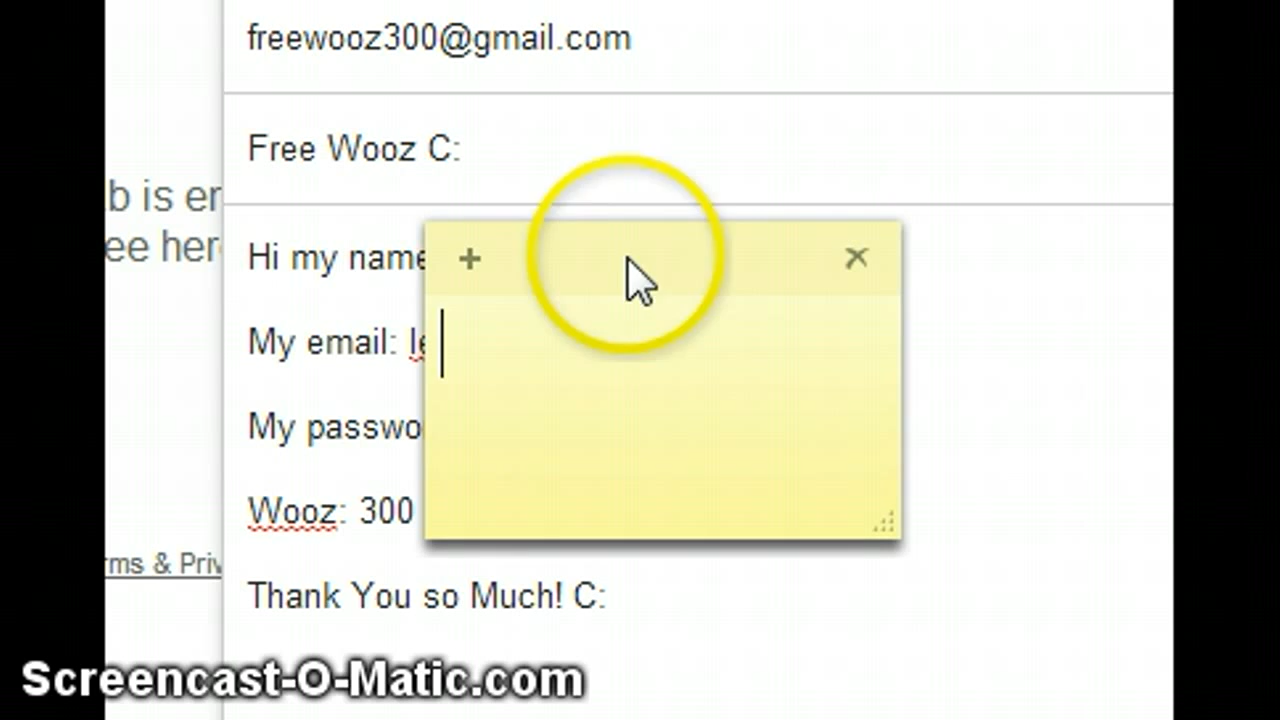 freewooz300@gmail.com
Free Wooz C:
b is er
ee her
Hi my name
My email: le
My passwo
Wooz: 300
rms & Priv
Thank You so Much! C:
Screencast-O-Matic.com